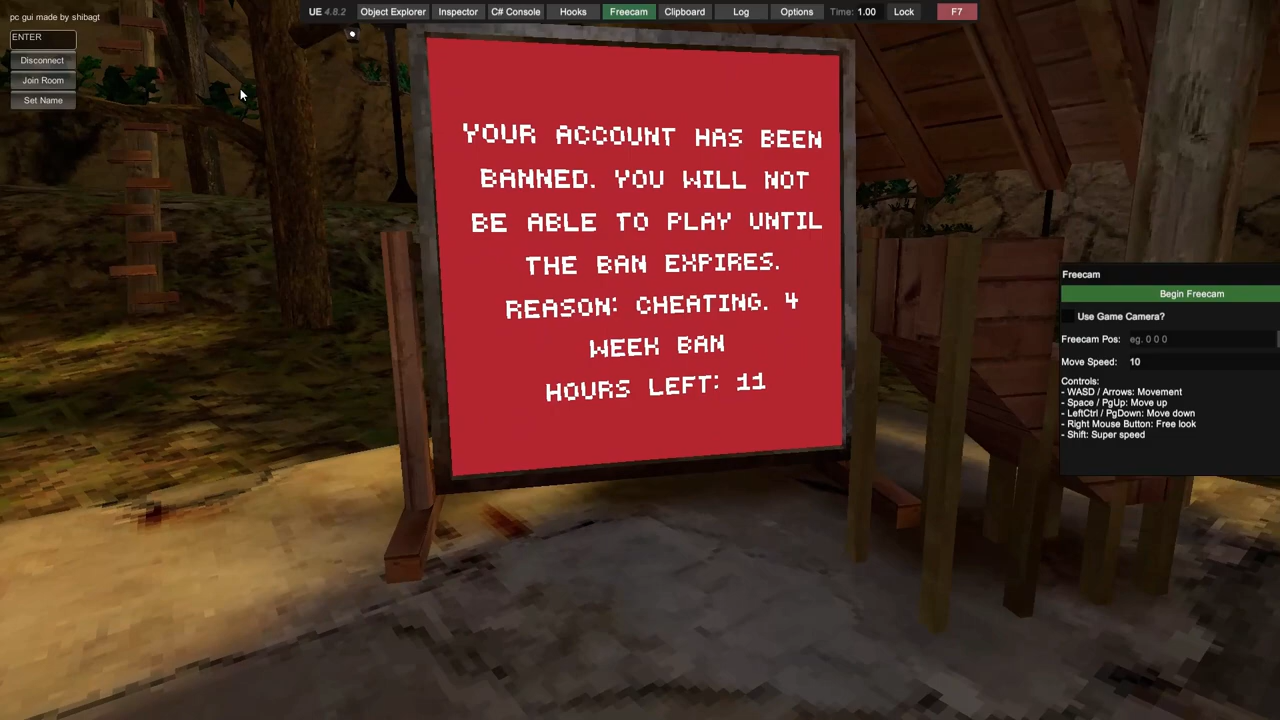 pc gui made by shibagt
ENTER
Disconnect
Join Room
Set Name
UE 4.8.2 Object Explorer Inspector C# Console Hooks Freecam Clipboard Log Options Time: 1.00 Lock F7
YOUR ACCOUNT HAS BEEN
BANNED. YOU WILL NOT
BE ABLE TO PLAY UNTIL
THE BAN EXPIRES.
REASON: CHEATING. 4
WEEK BAN
HOURS LEFT: 11
Freecam
Begin Freecam
Use Game Camera?
Freecam Pos: eg. 0 0 0
Move Speed: 10
Controls:
- WASD / Arrows: Movement
- Space / PgUp: Move up
- LeftCtrl / PgDown: Move down
- Right Mouse Button: Free look
- Shift: Super speed